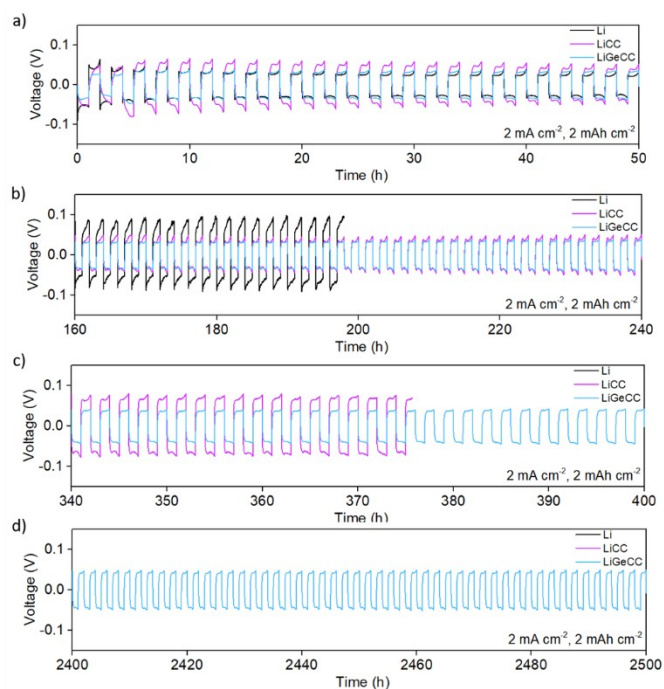 a)
0.1
0.0
-0.1
Voltage (V)
Li
LiCC
LiGeCC
2 mA cm⁻², 2 mAh cm⁻²
0 10 20 30 40 50
Time (h)
b)
0.1
0.0
-0.1
Voltage (V)
Li
LiCC
LiGeCC
2 mA cm⁻², 2 mAh cm⁻²
160 180 200 220 240
Time (h)
c)
0.1
0.0
-0.1
Voltage (V)
Li
LiCC
LiGeCC
2 mA cm⁻², 2 mAh cm⁻²
340 350 360 370 380 390 400
Time (h)
d)
0.1
0.0
-0.1
Voltage (V)
Li
LiCC
LiGeCC
2 mA cm⁻², 2 mAh cm⁻²
2400 2420 2440 2460 2480 2500
Time (h)